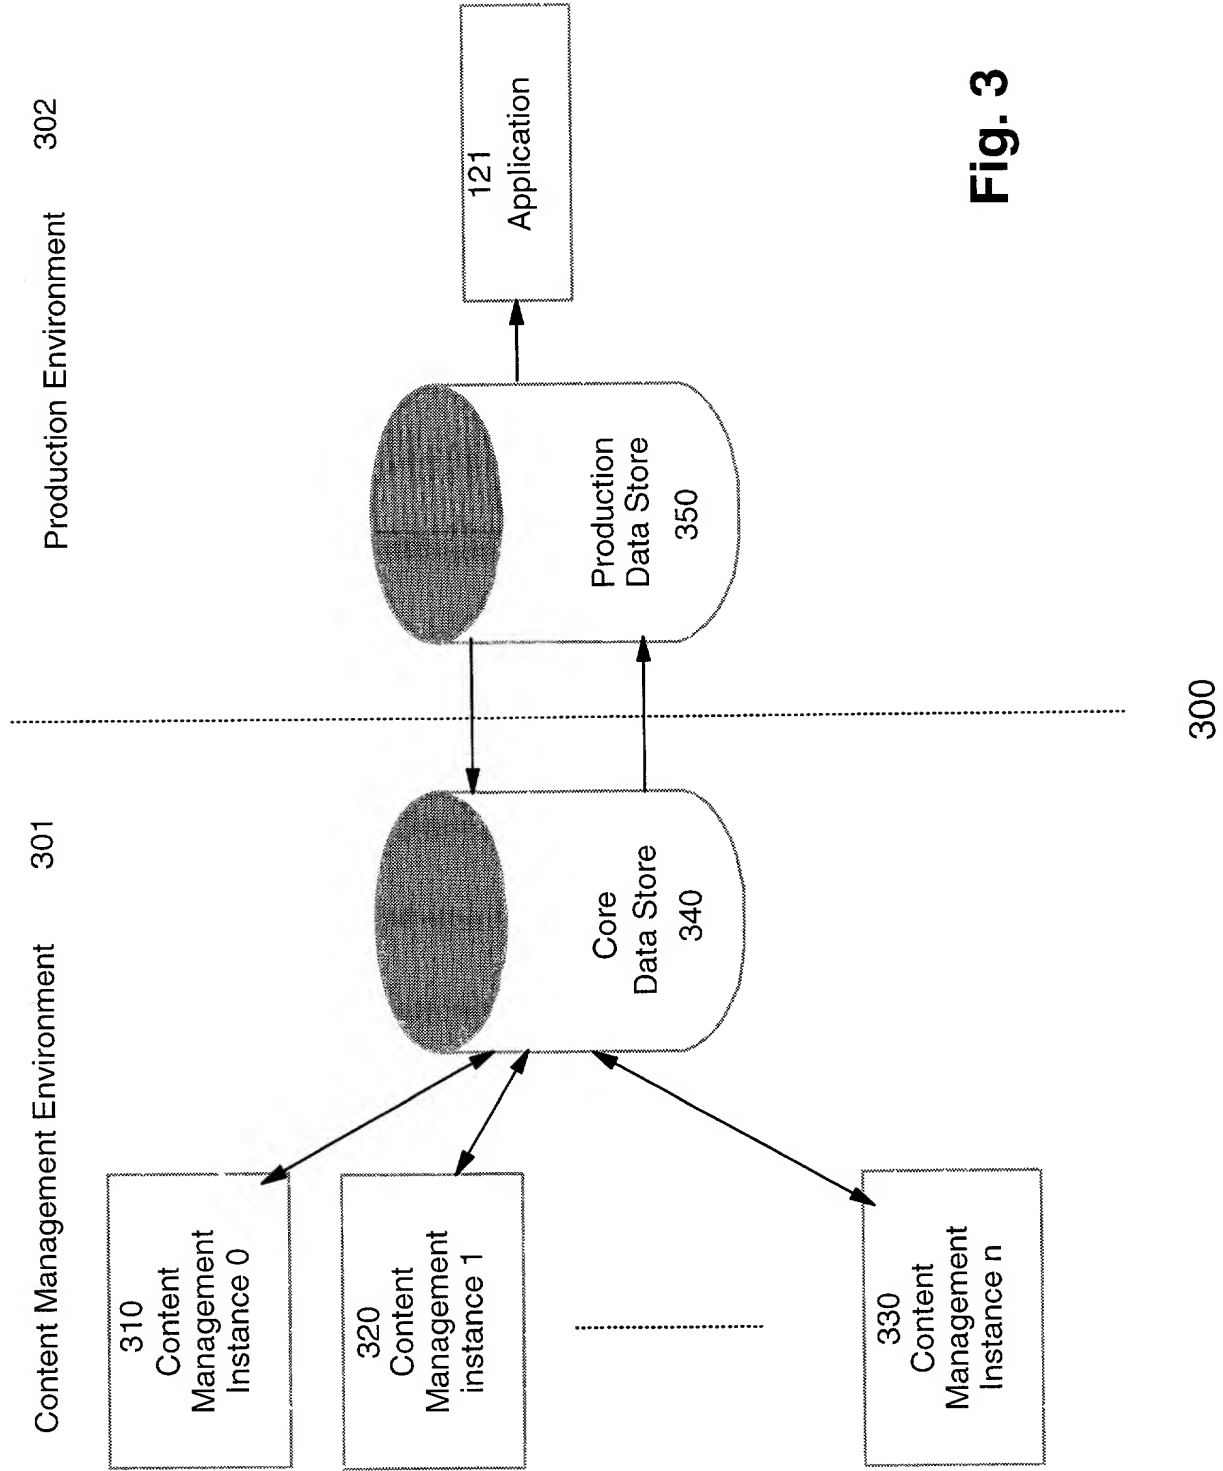 Content Management Environment 301
Production Environment 302
310
Content
Management
Instance 0
320
Content
Management
instance 1
330
Content
Management
Instance n
Core
Data Store
340
Production
Data Store
350
121
Application
300
Fig. 3